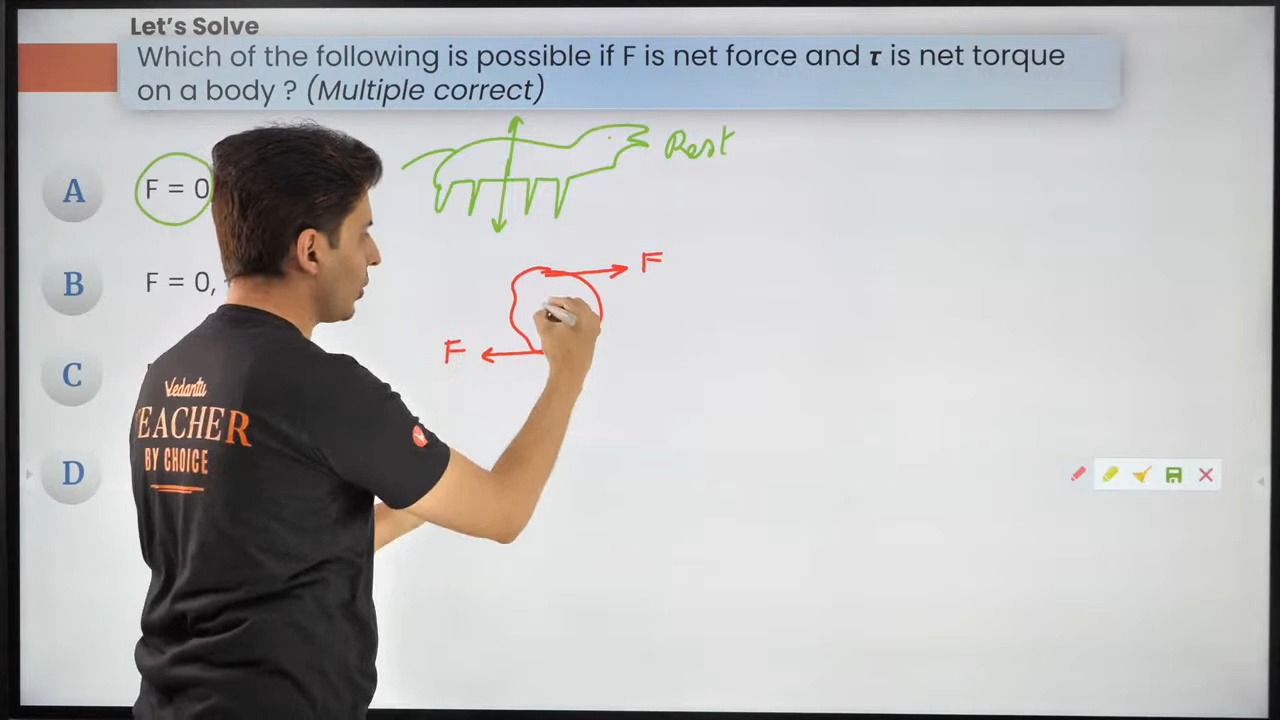 Let's Solve
Which of the following is possible if F is net force and τ is net torque
on a body ? (Multiple correct)
A
F = 0
Rest
B
F = 0,
F
F
C
D
Vedantu
TEACHER
BY CHOICE